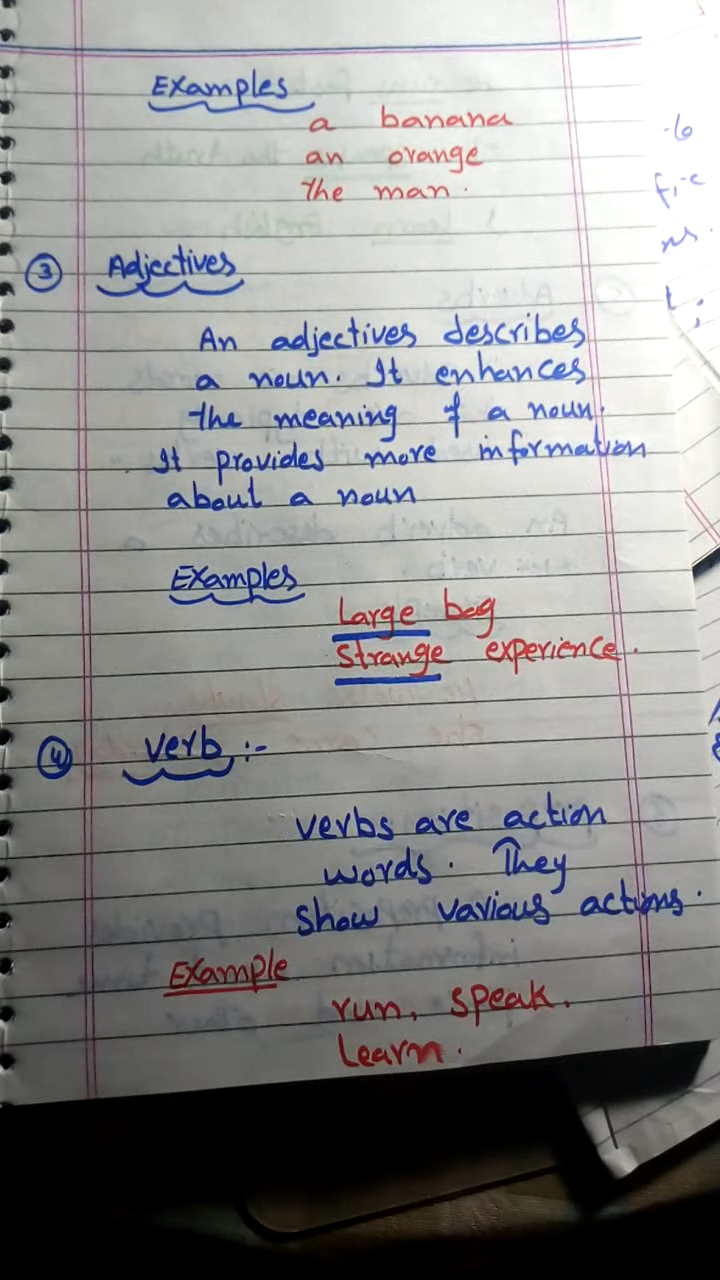 Examples
a banana
an orange
the man.
③ Adjectives
An adjectives describes
a noun. It enhances
the meaning of a noun.
It provides more information
about a noun
Examples
Large bag
Strange experience.
④ Verb :-
Verbs are action
words. They
Show various actions.
Example
run, speak.
Learn.